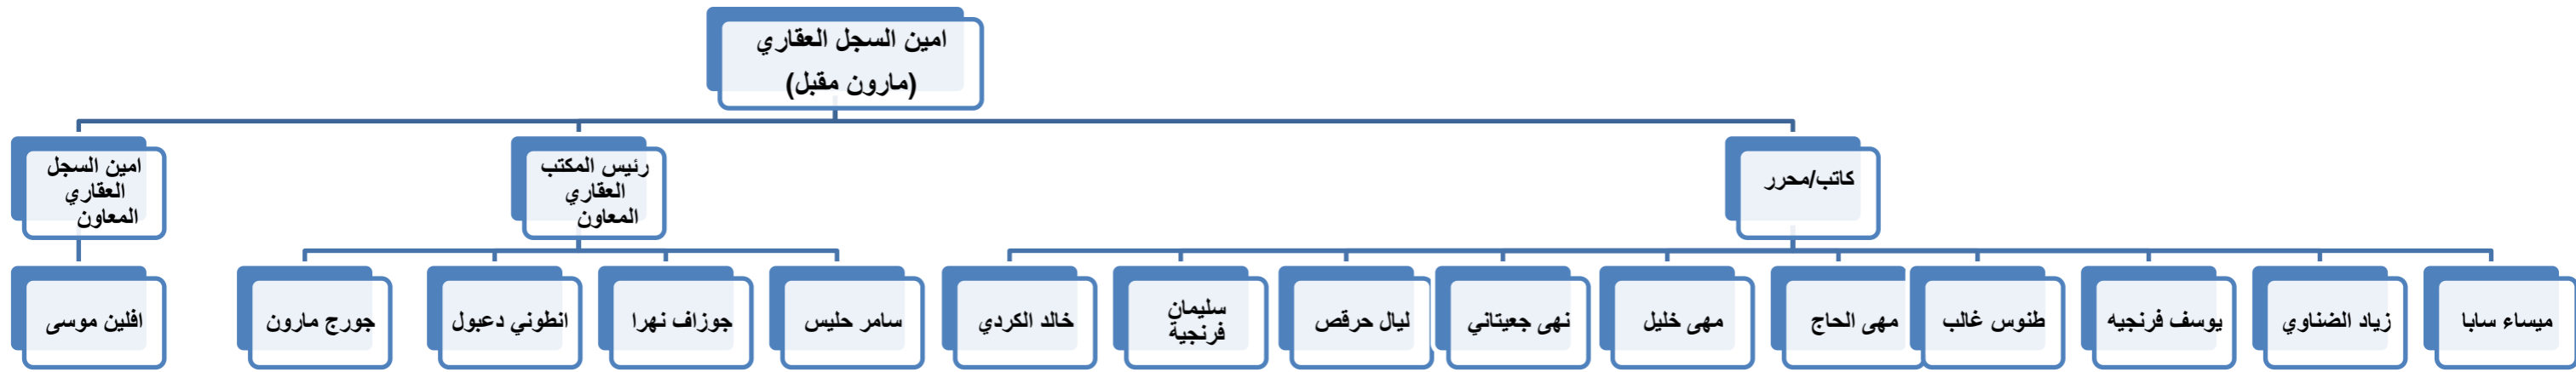 امين السجل العقاري
(مارون مقبل)
كاتب/محرر
رئيس المكتب
العقاري
المعاون
امين السجل
العقاري
المعاون
ميساء سابا
زياد الضناوي
يوسف فرنجيه
طنوس غالب
مهى الحاج
مهى خليل
نهى جعيتاني
ليال حرقص
سليمان
فرنجية
خالد الكردي
سامر حليس
جوزاف نهرا
انطوني دعبول
جورج مارون
افلين موسى